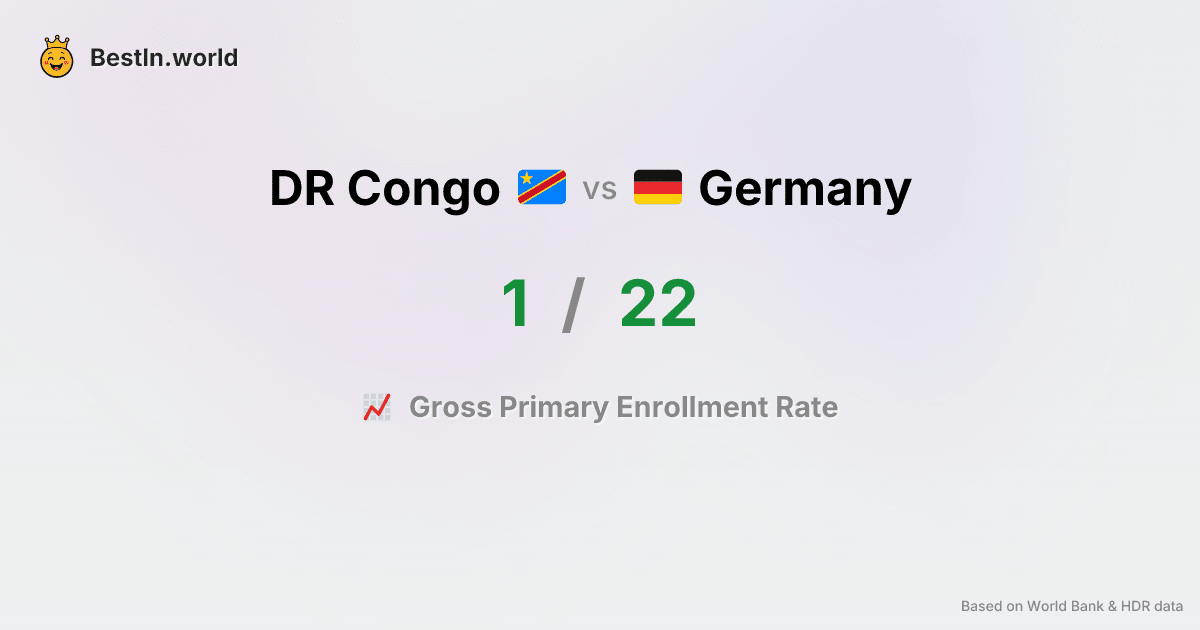 BestIn.world
DR Congo vs Germany
1 / 22
Gross Primary Enrollment Rate
Based on World Bank & HDR data